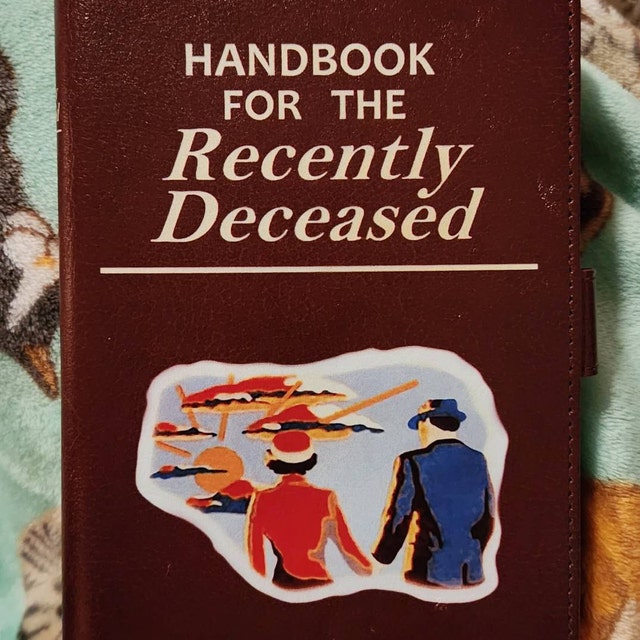 HANDBOOK
FOR THE
Recently
Deceased